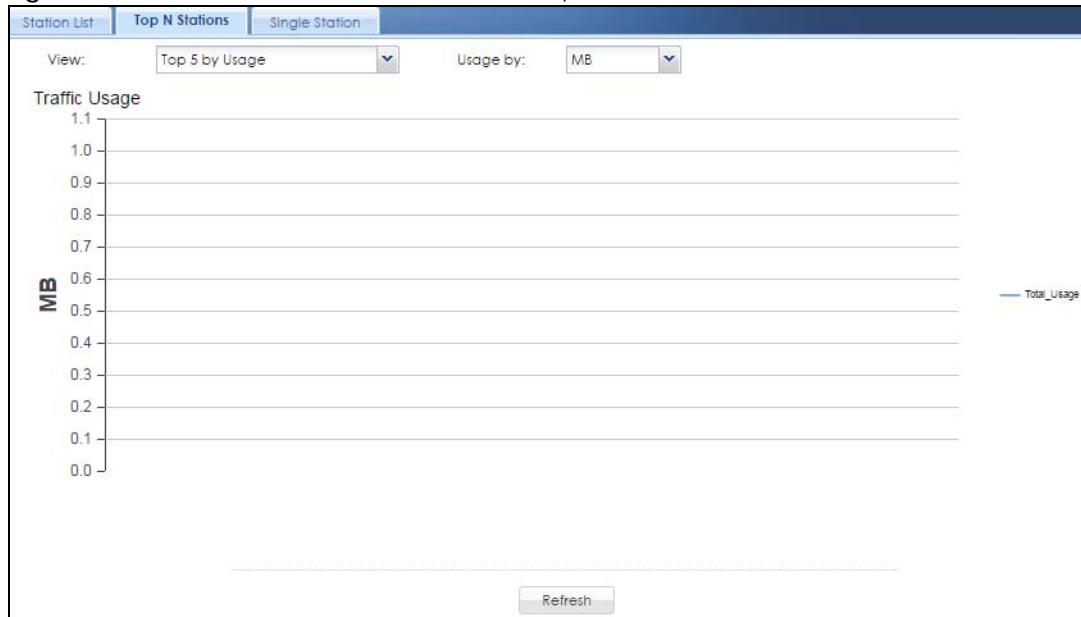 Station List Top N Stations Single Station
View: Top 5 by Usage Usage by: MB
Traffic Usage
1.1
1.0
0.9
0.8
0.7
0.6
0.5
0.4
0.3
0.2
0.1
0.0
MB
Total_Usage
Refresh